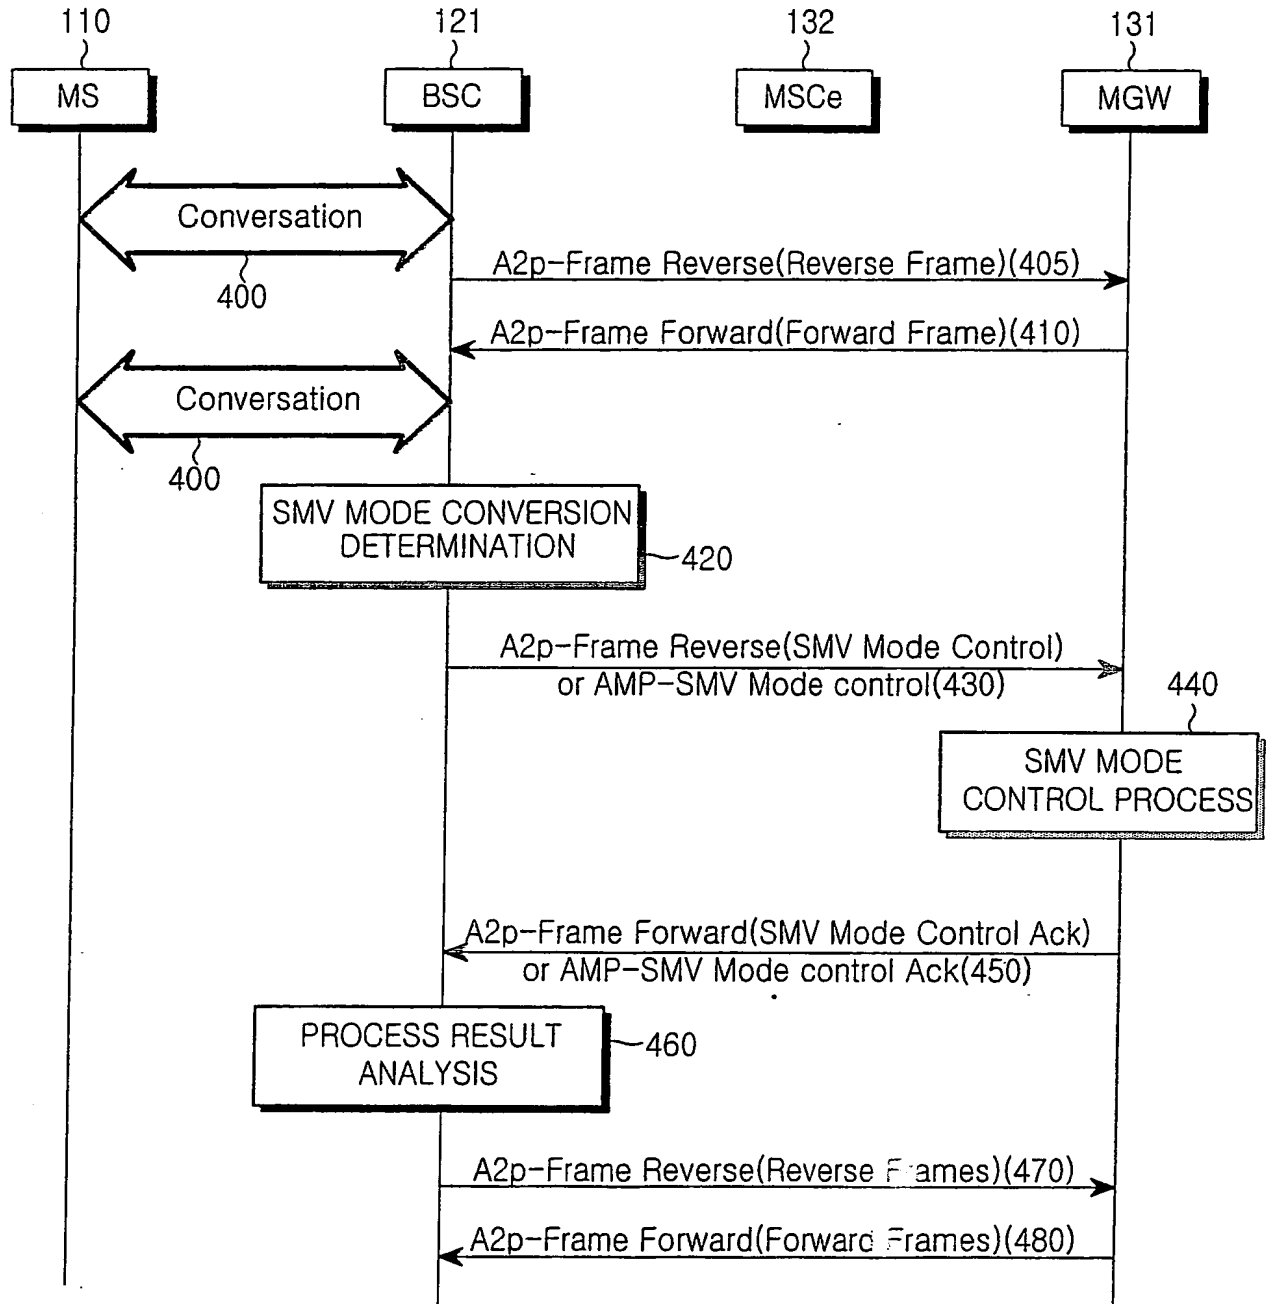 110
121
132
131
MS
BSC
MSCe
MGW
Conversation
400
A2p-Frame Reverse(Reverse Frame)(405)
A2p-Frame Forward(Forward Frame)(410)
Conversation
400
SMV MODE CONVERSION
DETERMINATION
420
A2p-Frame Reverse(SMV Mode Control)
or AMP-SMV Mode control(430)
440
SMV MODE
CONTROL PROCESS
A2p-Frame Forward(SMV Mode Control Ack)
or AMP-SMV Mode control Ack(450)
PROCESS RESULT
ANALYSIS
460
A2p-Frame Reverse(Reverse Frames)(470)
A2p-Frame Forward(Forward Frames)(480)